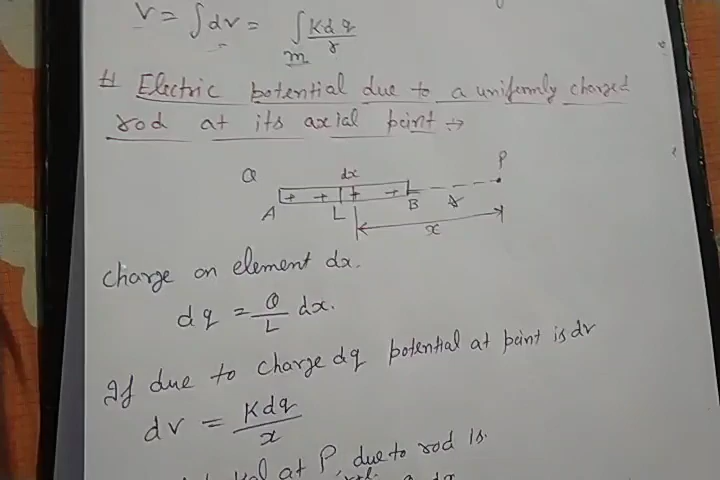 V = ∫dv = ∫ Kdq / r
m
# Electric potential due to a uniformly charged
rod at its axial point :→
Q dx P
+ + + +
A L B r
x
charge on element dx.
dq = Q/L dx.
If due to charge dq potential at point is dv
dv = Kdq / x
at P, due to rod is.